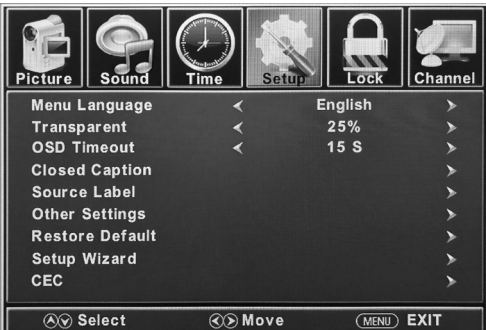 Picture Sound Time Setup Lock Channel
Menu Language English
Transparent 25%
OSD Timeout 15 S
Closed Caption
Source Label
Other Settings
Restore Default
Setup Wizard
CEC
Select Move MENU EXIT